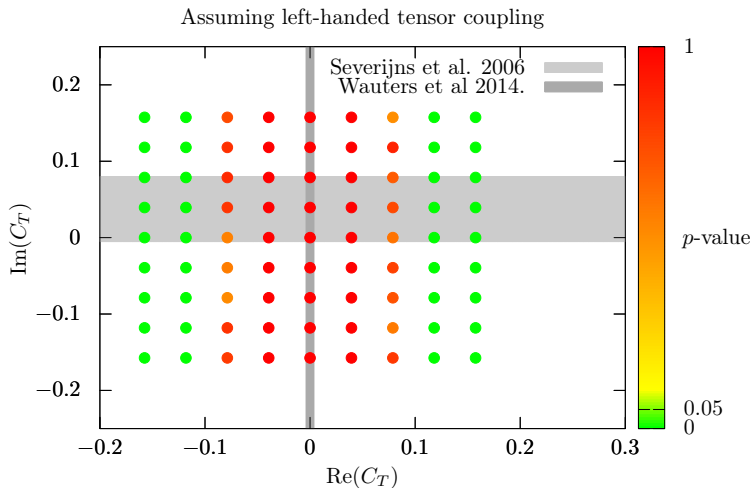 Assuming left-handed tensor coupling
Severijns et al. 2006
Wauters et al 2014.
0.2
0.1
0
−0.1
−0.2
Im(C_T)
−0.2 −0.1 0 0.1 0.2 0.3
Re(C_T)
1
p-value
0.05
0